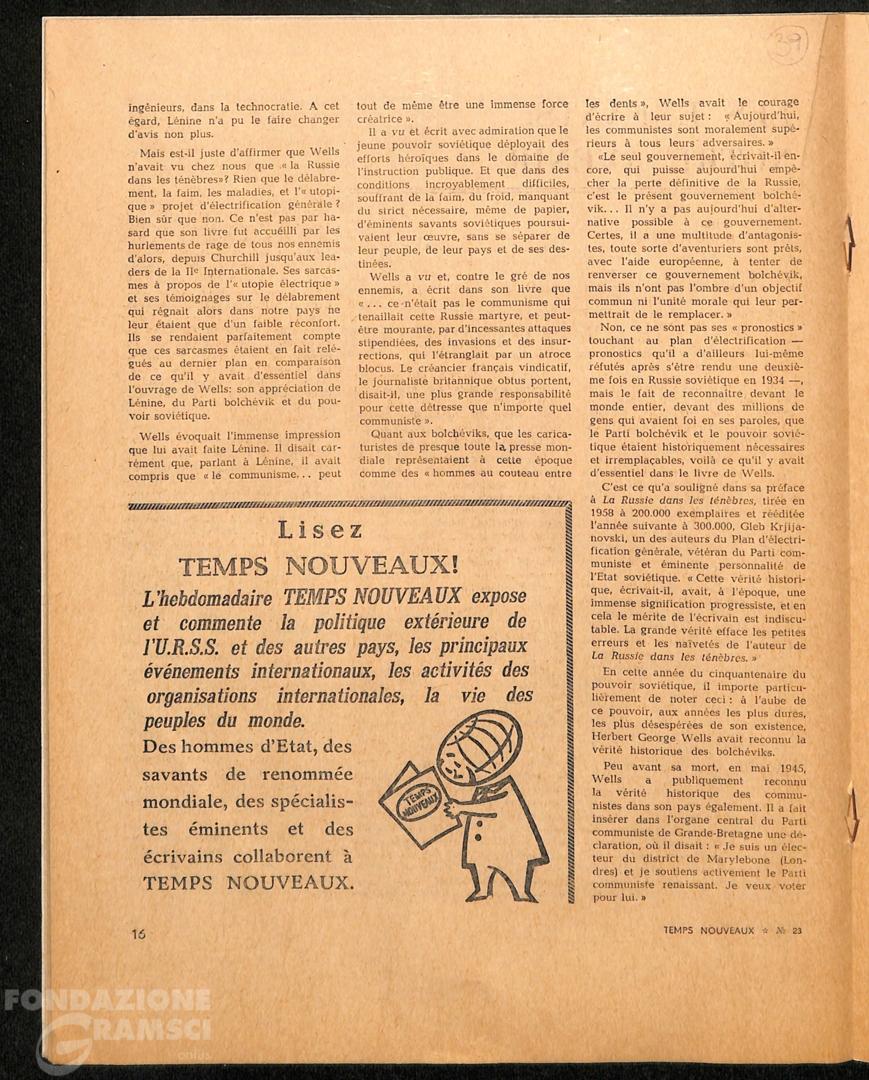 39
ingénieurs, dans la technocratie. A cet
égard, Lénine n'a pu le faire changer
d'avis non plus.
Mais est-il juste d'affirmer que Wells
n'avait vu chez nous que « la Russie
dans les ténèbres»? Rien que le délabre-
ment, la faim, les maladies, et l'« utopi-
que » projet d'électrification générale ?
Bien sûr que non. Ce n'est pas par ha-
sard que son livre fut accuéilli par les
hurlements de rage de tous nos ennemis
d'alors, depuis Churchill jusqu'aux lea-
ders de la IIe Internationale. Ses sarcas-
mes à propos de l'« utopie électrique »
et ses témoignages sur le délabrement
qui régnait alors dans notre pays ne
leur étaient que d'un faible réconfort.
Ils se rendaient parfaitement compte
que ces sarcasmes étaient en fait relé-
gués au dernier plan en comparaison
de ce qu'il y avait d'essentiel dans
l'ouvrage de Wells: son appréciation de
Lénine, du Parti bolchévik et du pou-
voir soviétique.
Wells évoquait l'immense impression
que lui avait faite Lénine. Il disait car-
rément que, parlant à Lénine, il avait
compris que « le communisme... peut
tout de même être une immense force
créatrice ».
Il a vu et écrit avec admiration que le
jeune pouvoir soviétique déployait des
efforts héroïques dans le domaine de
l'instruction publique. Et que dans des
conditions incroyablement difficiles,
souffrant de la faim, du froid, manquant
du strict nécessaire, même de papier,
d'éminents savants soviétiques poursui-
vaient leur œuvre, sans se séparer de
leur peuple, de leur pays et de ses des-
tinées.
Wells a vu et, contre le gré de nos
ennemis, a écrit dans son livre que
« ... ce n'était pas le communisme qui
tenaillait cette Russie martyre, et peut-
être mourante, par d'incessantes attaques
stipendiées, des invasions et des insur-
rections, qui l'étranglait par un atroce
blocus. Le créancier français vindicatif,
le journaliste britannique obtus portent,
disait-il, une plus grande responsabilité
pour cette détresse que n'importe quel
communiste ».
Quant aux bolchéviks, que les carica-
turistes de presque toute la presse mon-
diale représentaient à cette époque
comme des « hommes au couteau entre
les dents », Wells avait le courage
d'écrire à leur sujet : « Aujourd'hui,
les communistes sont moralement supé-
rieurs à tous leurs adversaires. »
«Le seul gouvernement, écrivait-il en-
core, qui puisse aujourd'hui empê-
cher la perte définitive de la Russie,
c'est le présent gouvernement bolché-
vik... Il n'y a pas aujourd'hui d'alter-
native possible à ce gouvernement.
Certes, il a une multitude d'antagonis-
tes, toute sorte d'aventuriers sont prêts,
avec l'aide européenne, à tenter de
renverser ce gouvernement bolchévik,
mais ils n'ont pas l'ombre d'un objectif
commun ni l'unité morale qui leur per-
mettrait de le remplacer. »
Non, ce ne sont pas ses « pronostics »
touchant au plan d'électrification —
pronostics qu'il a d'ailleurs lui-même
réfutés après s'être rendu une deuxiè-
me fois en Russie soviétique en 1934 —,
mais le fait de reconnaître devant le
monde entier, devant des millions de
gens qui avaient foi en ses paroles, que
le Parti bolchévik et le pouvoir sovié-
tique étaient historiquement nécessaires
et irremplaçables, voilà ce qu'il y avait
d'essentiel dans le livre de Wells.
C'est ce qu'a souligné dans sa préface
à La Russie dans les ténèbres, tirée en
1958 à 200.000 exemplaires et rééditée
l'année suivante à 300.000, Gleb Krjija-
novski, un des auteurs du Plan d'électri-
fication générale, vétéran du Parti com-
muniste et éminente personnalité de
l'Etat soviétique. « Cette vérité histori-
que, écrivait-il, avait, à l'époque, une
immense signification progressiste, et en
cela le mérite de l'écrivain est indiscu-
table. La grande vérité efface les petites
erreurs et les naïvetés de l'auteur de
La Russie dans les ténèbres. »
En cette année du cinquantenaire du
pouvoir soviétique, il importe particu-
lièrement de noter ceci : à l'aube de
ce pouvoir, aux années les plus dures,
les plus désespérées de son existence,
Herbert George Wells avait reconnu la
vérité historique des bolchéviks.
Peu avant sa mort, en mai 1945,
Wells a publiquement reconnu
la vérité historique des commu-
nistes dans son pays également. Il a fait
insérer dans l'organe central du Parti
communiste de Grande-Bretagne une dé-
claration, où il disait : « Je suis un élec-
teur du district de Marylebone (Lon-
dres) et je soutiens activement le Parti
communiste renaissant. Je veux voter
pour lui. »
Lisez
TEMPS NOUVEAUX!
L'hebdomadaire TEMPS NOUVEAUX expose
et commente la politique extérieure de
l'U.R.S.S. et des autres pays, les principaux
événements internationaux, les activités des
organisations internationales, la vie des
peuples du monde.
Des hommes d'Etat, des
savants de renommée
mondiale, des spécialis-
tes éminents et des
écrivains collaborent à
TEMPS NOUVEAUX.
TEMPS
NOUVEAUX
16
TEMPS NOUVEAUX ☆ № 23
FONDAZIONE
GRAMSCI
onlus